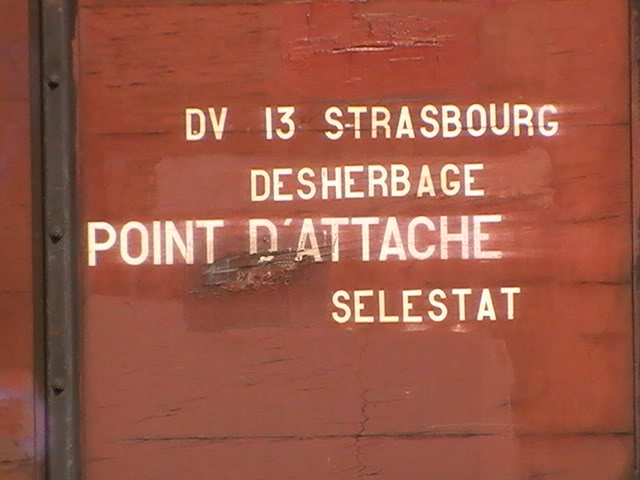 DV 13 STRASBOURG
DESHERBAGE
POINT D'ATTACHE
SELESTAT